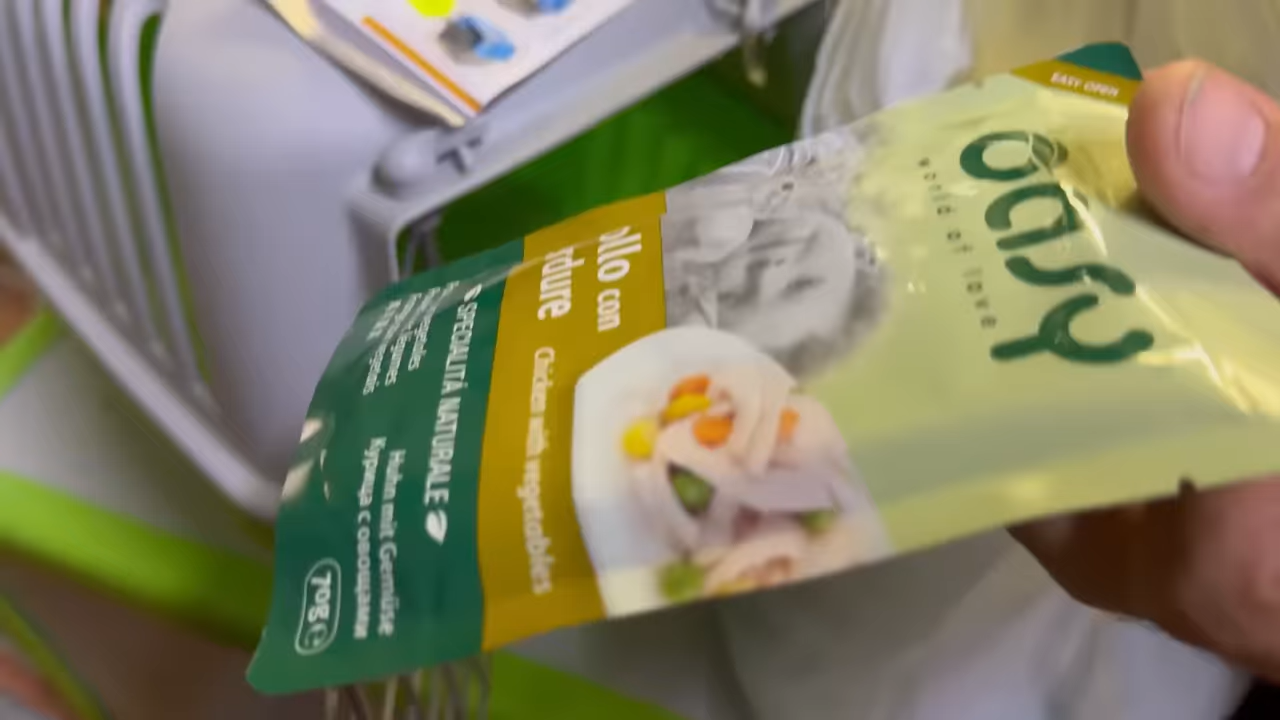 EASY OPEN
oasy
world of love
ollo con
rdure
Chicken with vegetables
SPECIALITÀ NATURALE
Huhn mit Gemüse
Курица с овощами
70g e